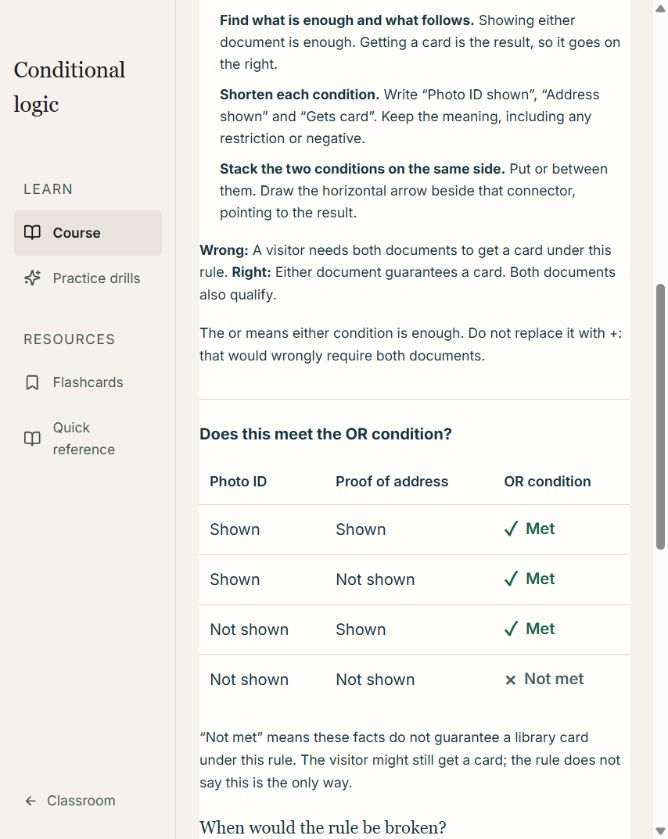 Conditional
logic
LEARN
Course
Practice drills
RESOURCES
Flashcards
Quick
reference
Classroom
Find what is enough and what follows. Showing either
document is enough. Getting a card is the result, so it goes on
the right.
Shorten each condition. Write “Photo ID shown”, “Address
shown” and “Gets card”. Keep the meaning, including any
restriction or negative.
Stack the two conditions on the same side. Put or between
them. Draw the horizontal arrow beside that connector,
pointing to the result.
Wrong: A visitor needs both documents to get a card under this
rule. Right: Either document guarantees a card. Both documents
also qualify.
The or means either condition is enough. Do not replace it with +:
that would wrongly require both documents.
Does this meet the OR condition?
Photo ID Proof of address OR condition
Shown Shown ✓ Met
Shown Not shown ✓ Met
Not shown Shown ✓ Met
Not shown Not shown × Not met
“Not met” means these facts do not guarantee a library card
under this rule. The visitor might still get a card; the rule does not
say this is the only way.
When would the rule be broken?